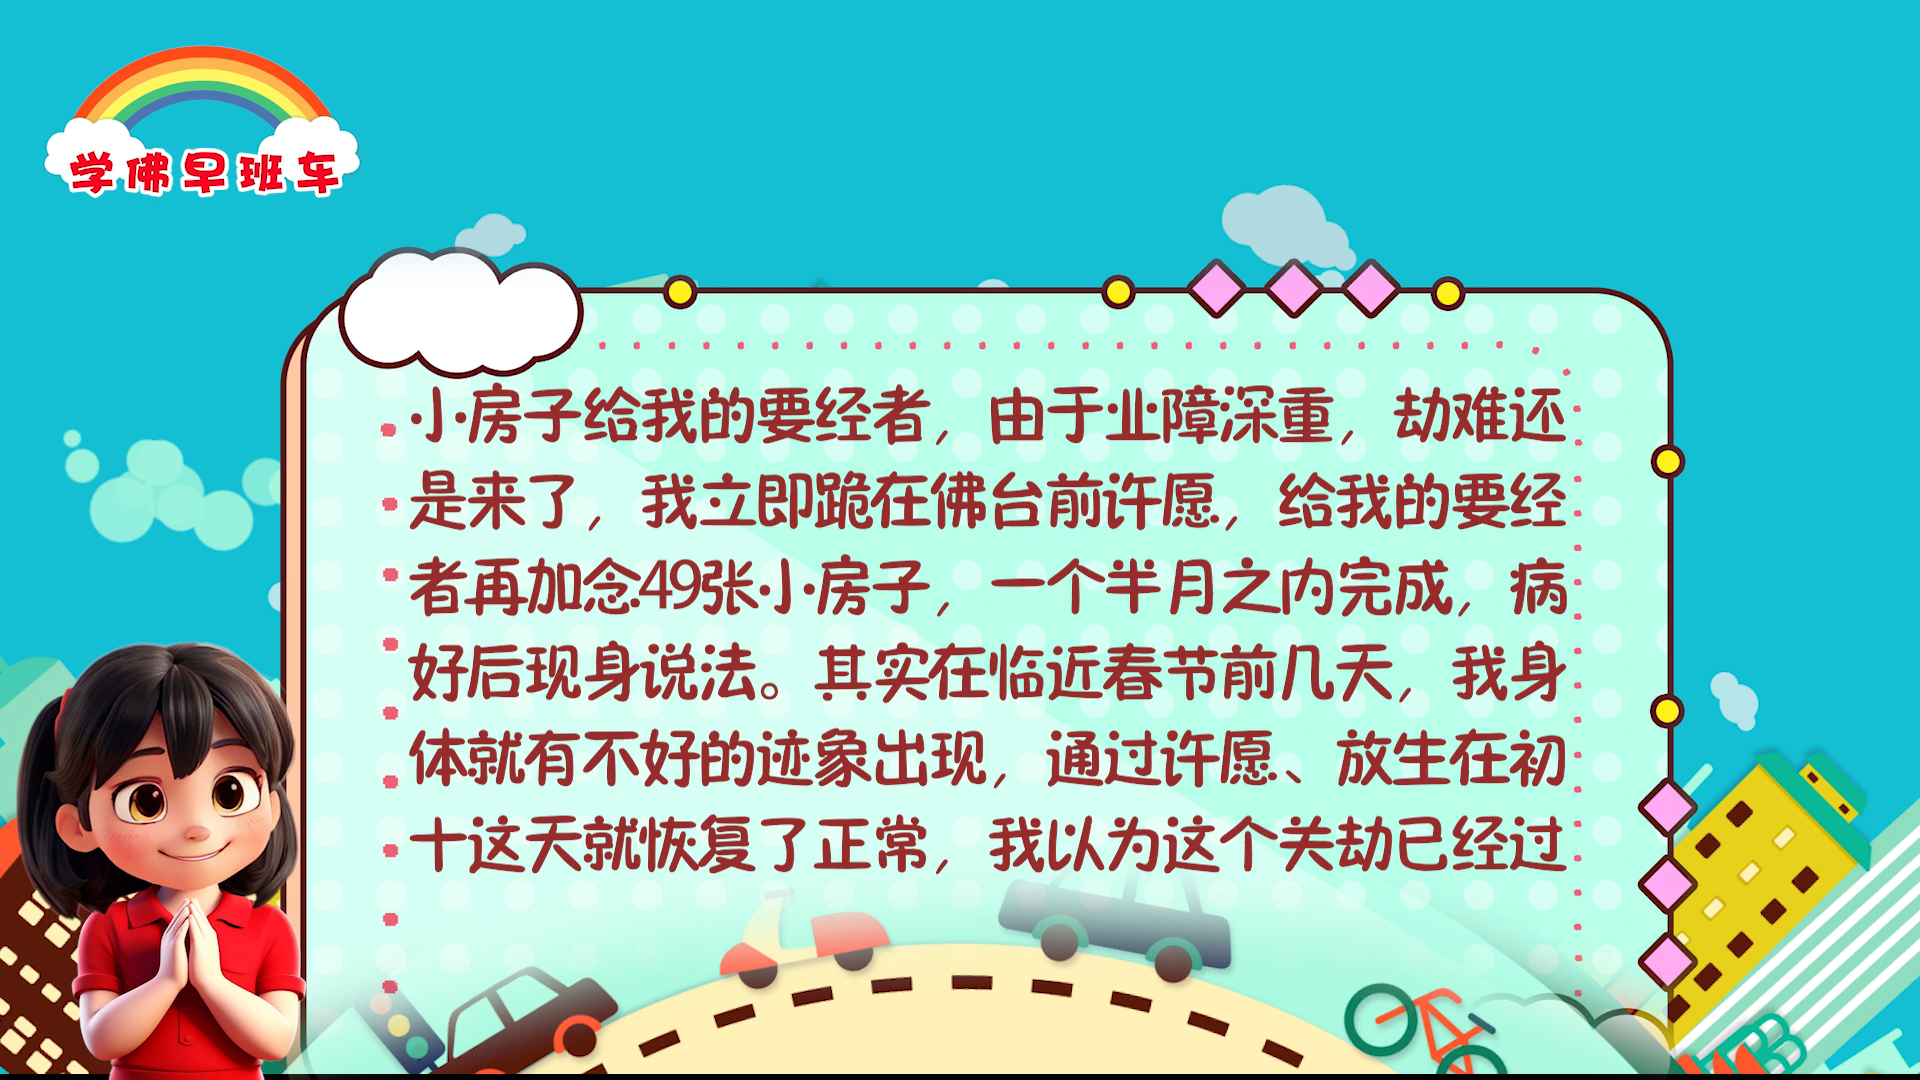 学佛早班车
小房子给我的要经者，由于业障深重，劫难还
是来了，我立即跪在佛台前许愿，给我的要经
者再加念49张小房子，一个半月之内完成，病
好后现身说法。其实在临近春节前几天，我身
体就有不好的迹象出现，通过许愿、放生在初
十这天就恢复了正常，我以为这个关劫已经过